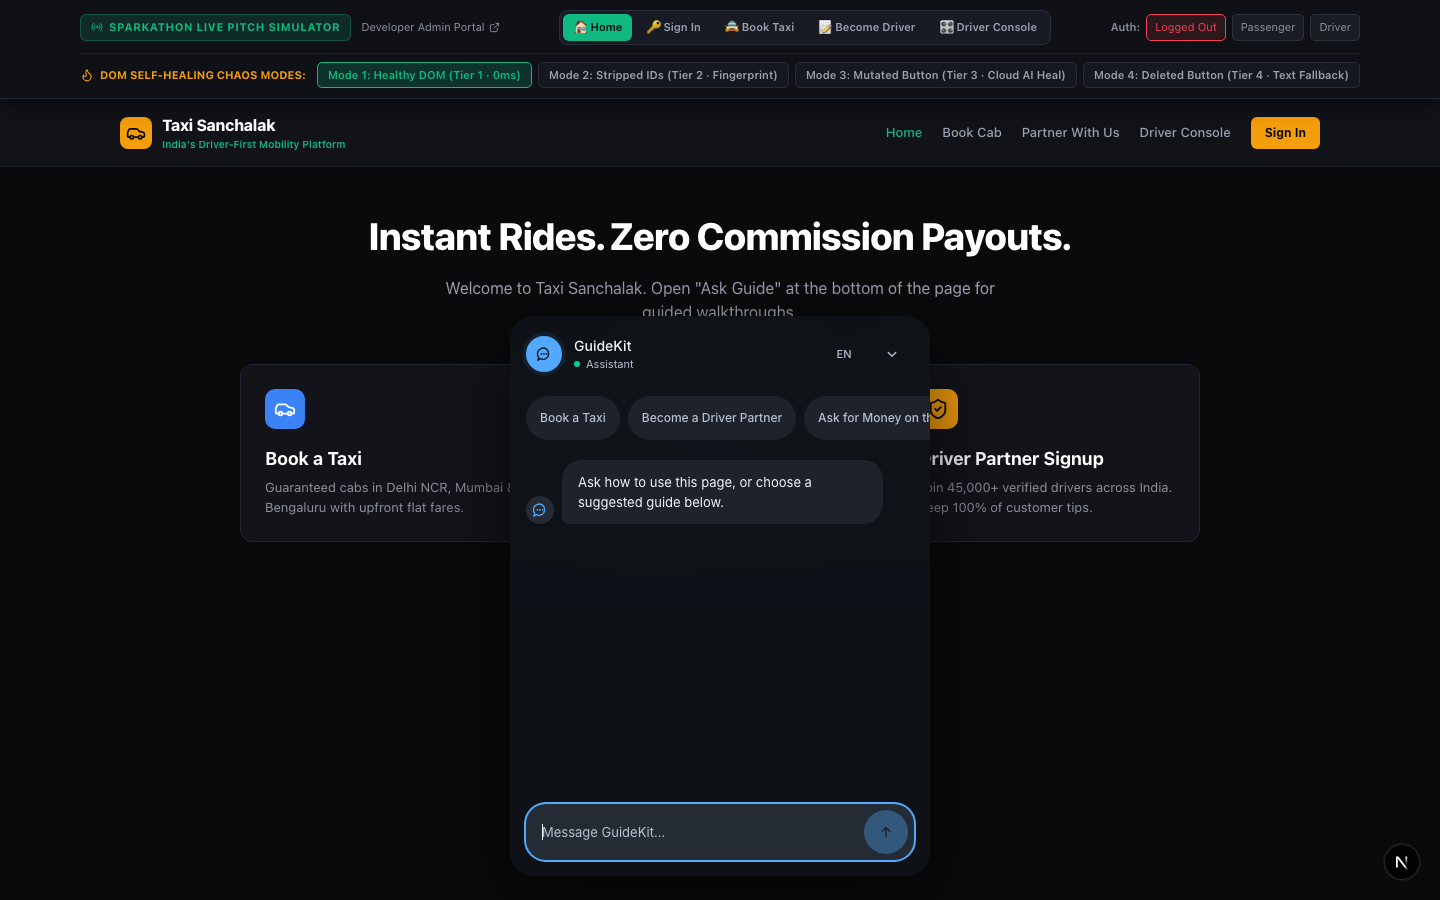 SPARKATHON LIVE PITCH SIMULATOR
Developer Admin Portal
Home
Sign In
Book Taxi
Become Driver
Driver Console
Auth:
Logged Out
Passenger
Driver
DOM SELF-HEALING CHAOS MODES:
Mode 1: Healthy DOM (Tier 1 · 0ms)
Mode 2: Stripped IDs (Tier 2 · Fingerprint)
Mode 3: Mutated Button (Tier 3 · Cloud AI Heal)
Mode 4: Deleted Button (Tier 4 · Text Fallback)
Taxi Sanchalak
India's Driver-First Mobility Platform
Home
Book Cab
Partner With Us
Driver Console
Sign In
Instant Rides. Zero Commission Payouts.
Welcome to Taxi Sanchalak. Open "Ask Guide" at the bottom of the page for
guided walkthroughs
Book a Taxi
Guaranteed cabs in Delhi NCR, Mumbai &
Bengaluru with upfront flat fares.
GuideKit
Assistant
EN
Book a Taxi
Become a Driver Partner
Ask for Money on
Ask how to use this page, or choose a
suggested guide below.
Message GuideKit...
Driver Partner Signup
45,000+ verified drivers across India.
100% of customer tips.
N